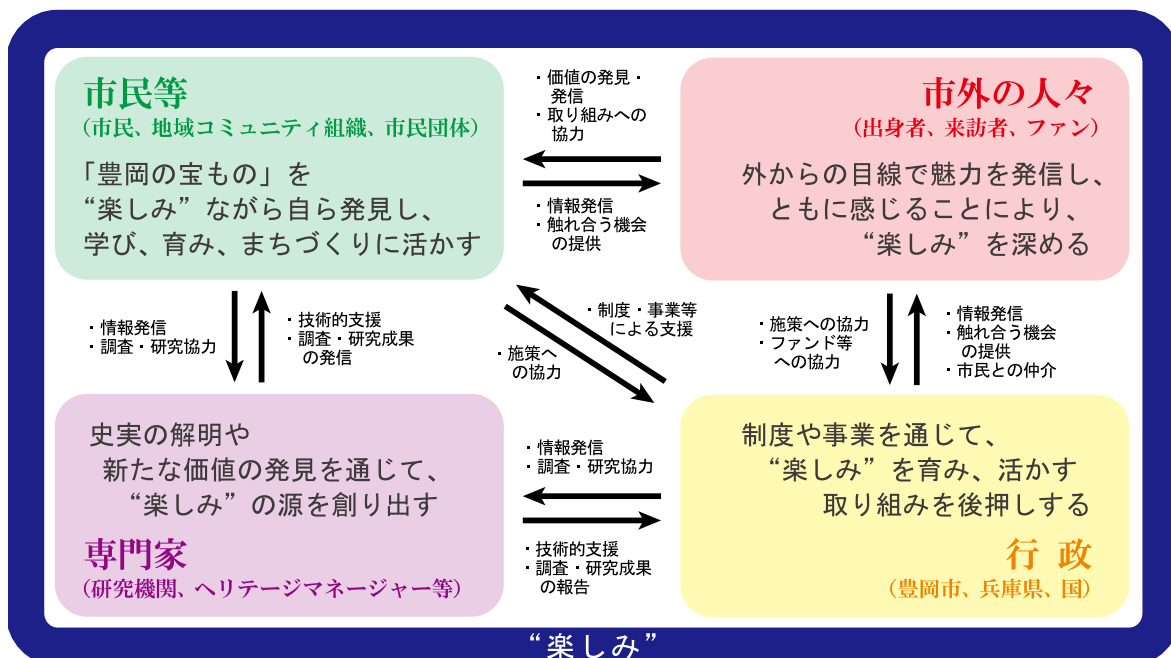 市民等
（市民、地域コミュニティ組織、市民団体）
「豊岡の宝もの」を
“楽しみ” ながら自ら発見し、
学び、育み、まちづくりに活かす
・価値の発見・
発信
・取り組みへの
協力
・情報発信
・触れ合う機会
の提供
市外の人々
（出身者、来訪者、ファン）
外からの目線で魅力を発信し、
ともに感じることにより、
“楽しみ” を深める
・情報発信
・調査・研究協力
・技術的支援
・調査・研究成果
の発信
・制度・事業等
による支援
・施策へ
の協力
・施策への協力
・ファンド等
への協力
・情報発信
・触れ合う機会
の提供
・市民との仲介
史実の解明や
新たな価値の発見を通じて、
“楽しみ” の源を創り出す
専門家
（研究機関、ヘリテージマネージャー等）
・情報発信
・調査・研究協力
・技術的支援
・調査・研究成果
の報告
制度や事業を通じて、
“楽しみ” を育み、活かす
取り組みを後押しする
行 政
（豊岡市、兵庫県、国）
“楽しみ”